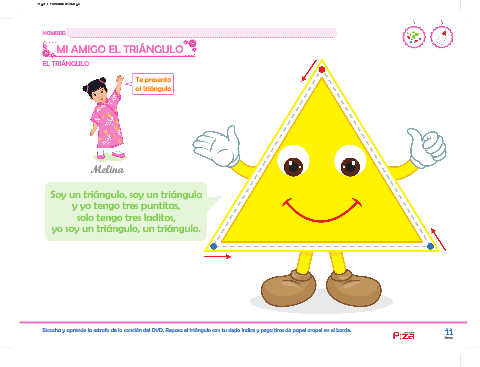 NOMBRE:
MI AMIGO EL TRIÁNGULO
EL TRIÁNGULO
Te presento
el triángulo
Melina
Soy un triángulo, soy un triángulo
y yo tengo tres puntitas,
solo tengo tres laditos,
yo soy un triángulo, un triángulo.
Escucha y aprende la estrofa de la canción del DVD. Repasa el triángulo con tu dedo índice y pega tiras de papel crepé en el borde.
11